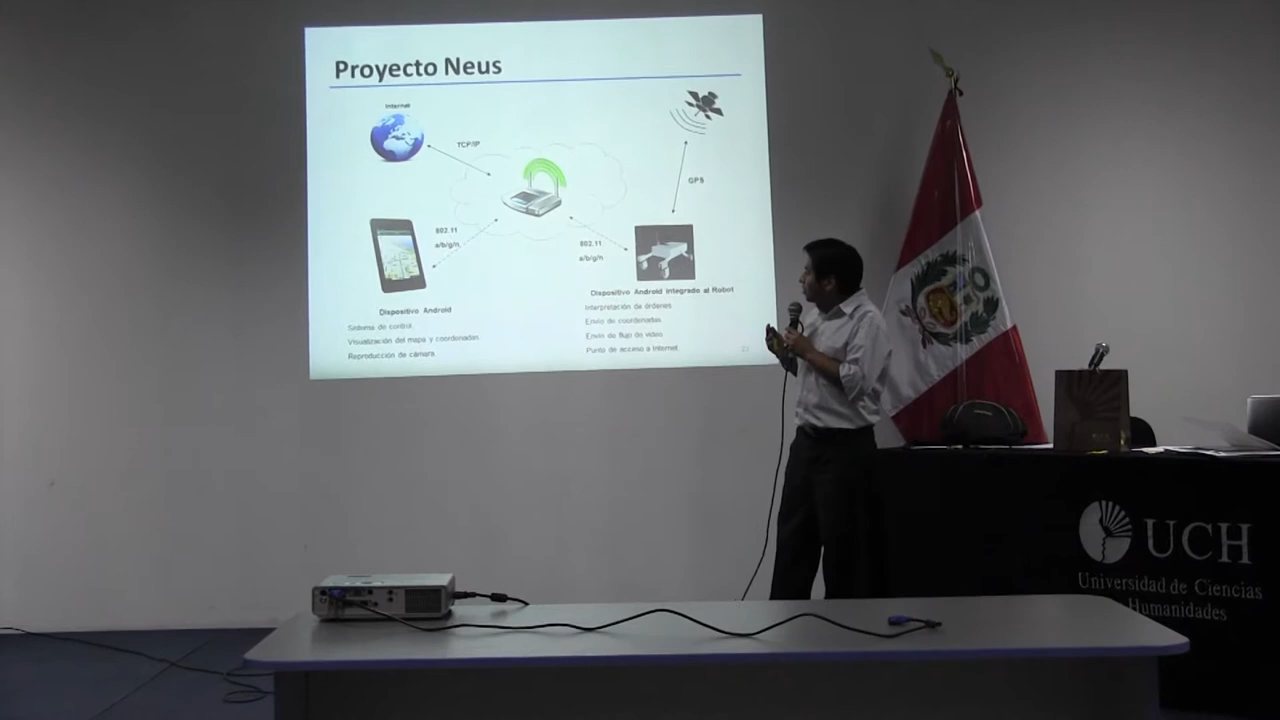 Proyecto Neus
Internet
TCP/IP
GPS
802.11
a/b/g/n
802.11
a/b/g/n
Dispositivo Android
Sistema de control
Visualización del mapa y coordenadas
Reproducción de cámara
Dispositivo Android integrado al Robot
Interpretación de órdenes
Envío de coordenadas
Envío de flujo de video
Punto de acceso a Internet
UCH
Universidad de Ciencias
Humanidades